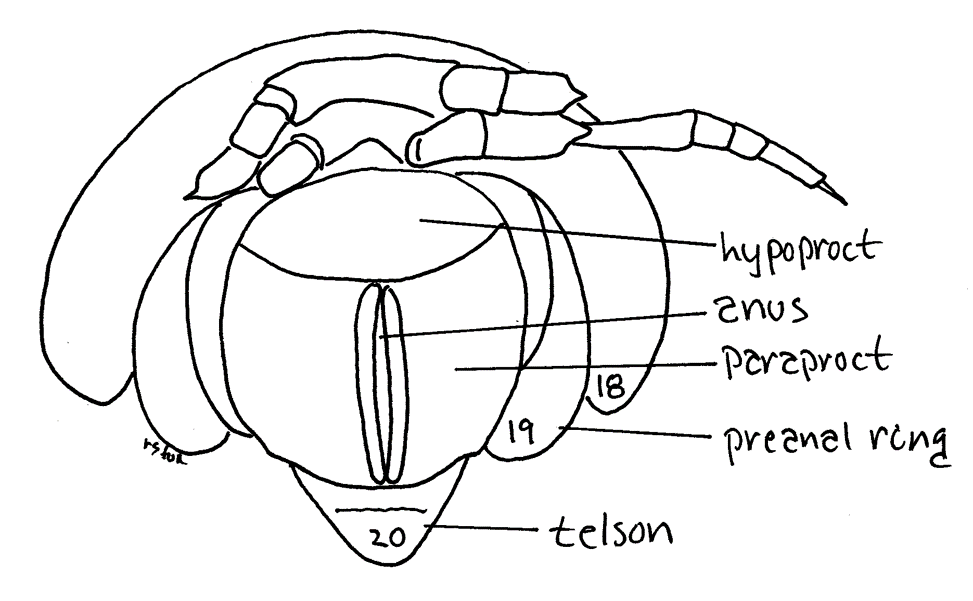 hypoproct
anus
paraproct
18
19
preanal ring
20
telson